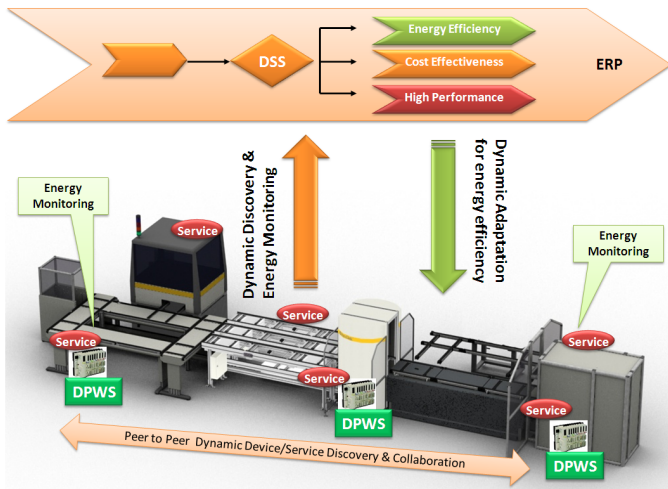 Energy Efficiency
DSS
Cost Effectiveness
ERP
High Performance
Dynamic Discovery &
Energy Monitoring
Dynamic Adaptation
for energy efficiency
Energy
Monitoring
Service
Energy
Monitoring
Service
Service
Service
Service
Service
DPWS
DPWS
DPWS
Peer to Peer Dynamic Device/Service Discovery & Collaboration